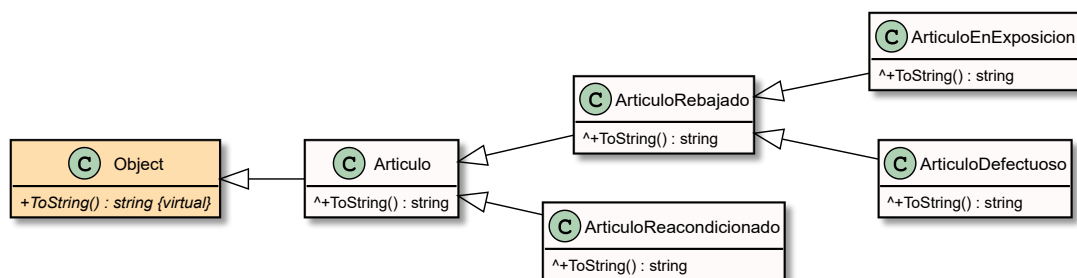 C Object
+ToString() : string {virtual}
C Articulo
^+ToString() : string
C ArticuloRebajado
^+ToString() : string
C ArticuloReacondicionado
^+ToString() : string
C ArticuloEnExposicion
^+ToString() : string
C ArticuloDefectuoso
^+ToString() : string